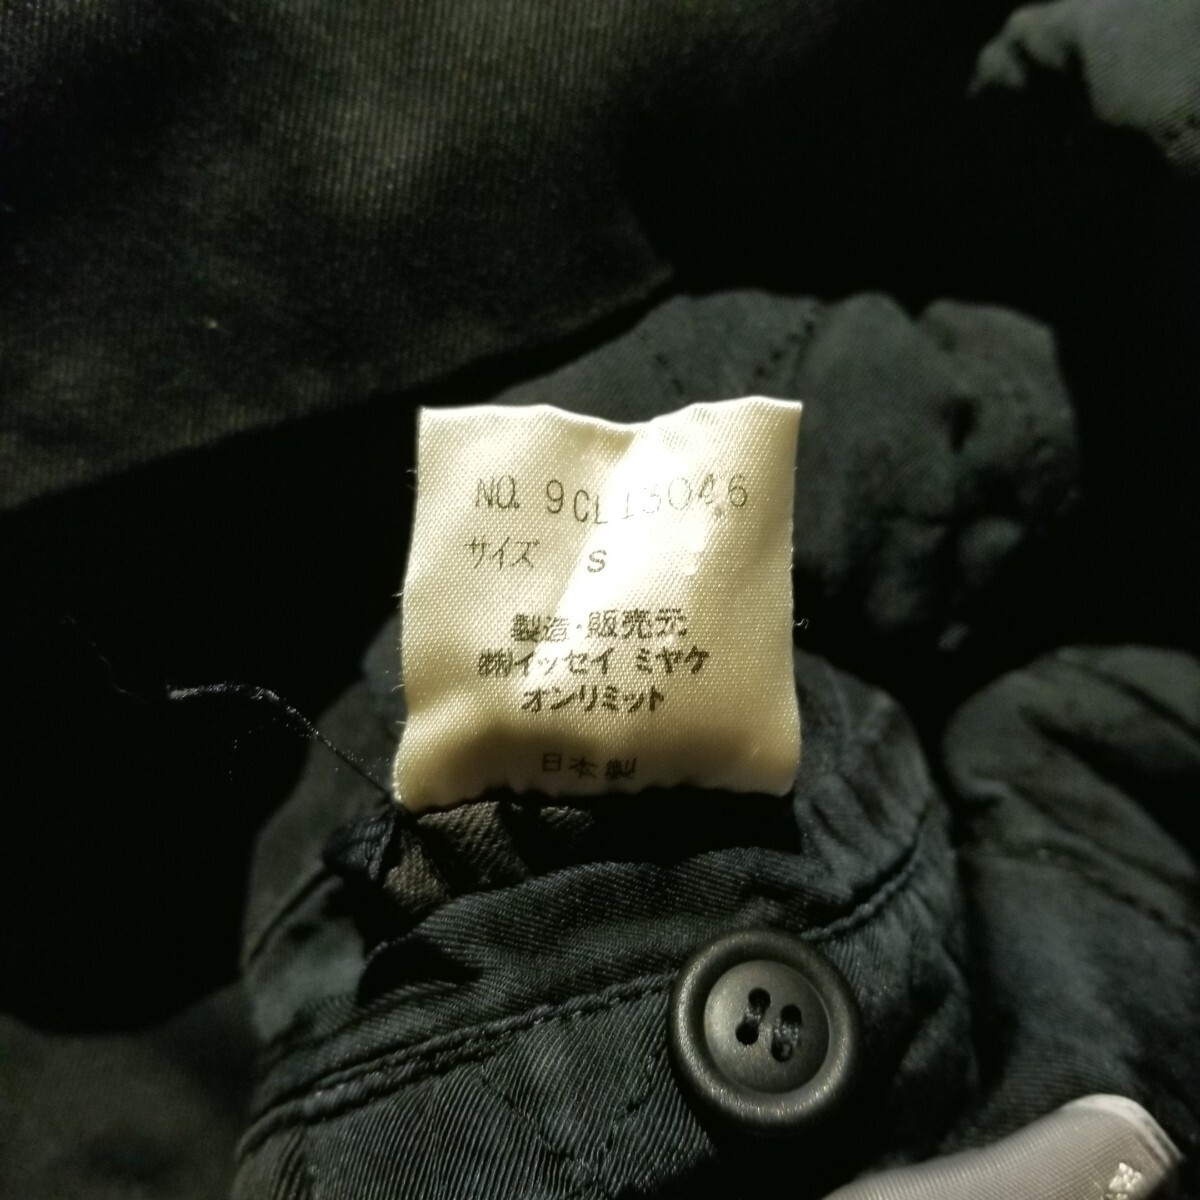 NO. 9CL13046
サイズ S
製造・販売元
㈱イッセイ ミヤケ
オンリミット
日本製